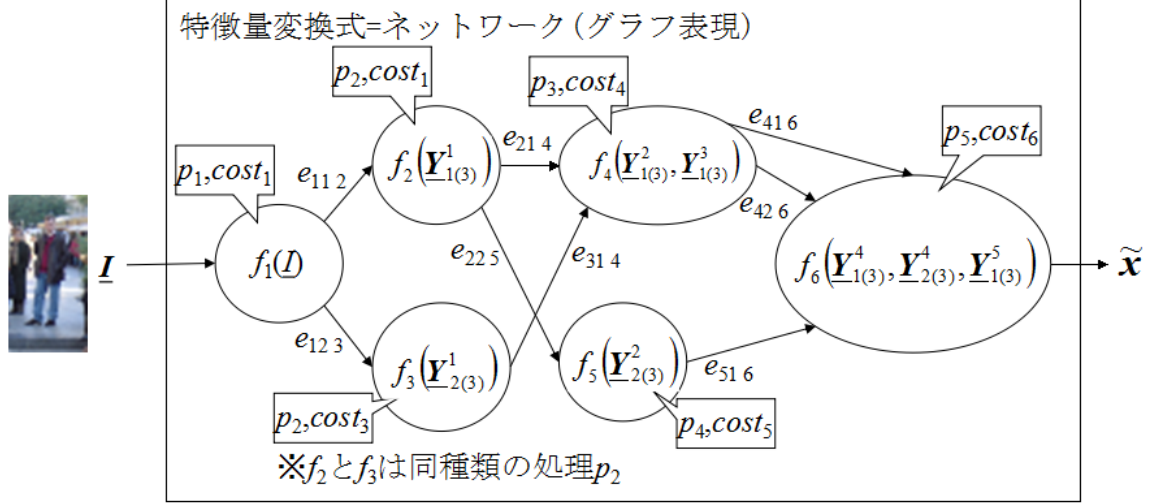 特徴量変換式=ネットワーク(グラフ表現)
p₂,cost₁
p₃,cost₄
p₅,cost₆
p₁,cost₁
e₁₁ ₂
e₂₁ ₄
e₄₁ ₆
f₂(Y¹₁₍₃₎)
f₄(Y²₁₍₃₎,Y³₁₍₃₎)
e₄₂ ₆
I
f₁(I)
e₂₂ ₅
e₃₁ ₄
f₆(Y⁴₁₍₃₎,Y⁴₂₍₃₎,Y⁵₁₍₃₎)
x̃
e₁₂ ₃
f₃(Y¹₂₍₃₎)
f₅(Y²₂₍₃₎)
e₅₁ ₆
p₂,cost₃
p₄,cost₅
※f₂とf₃は同種類の処理p₂